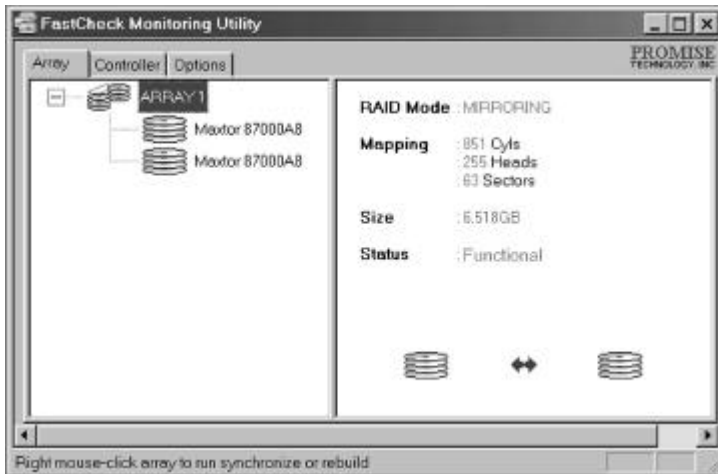 FastCheck Monitoring Utility
Array Controller Options
PROMISE
TECHNOLOGY, INC
ARRAY 1
Maxtor 87000A8
Maxtor 87000A8
RAID Mode : MIRRORING
Mapping : 851 Cyls
: 255 Heads
: 63 Sectors
Size : 6.518GB
Status : Functional
Right mouse-click array to run synchronize or rebuild